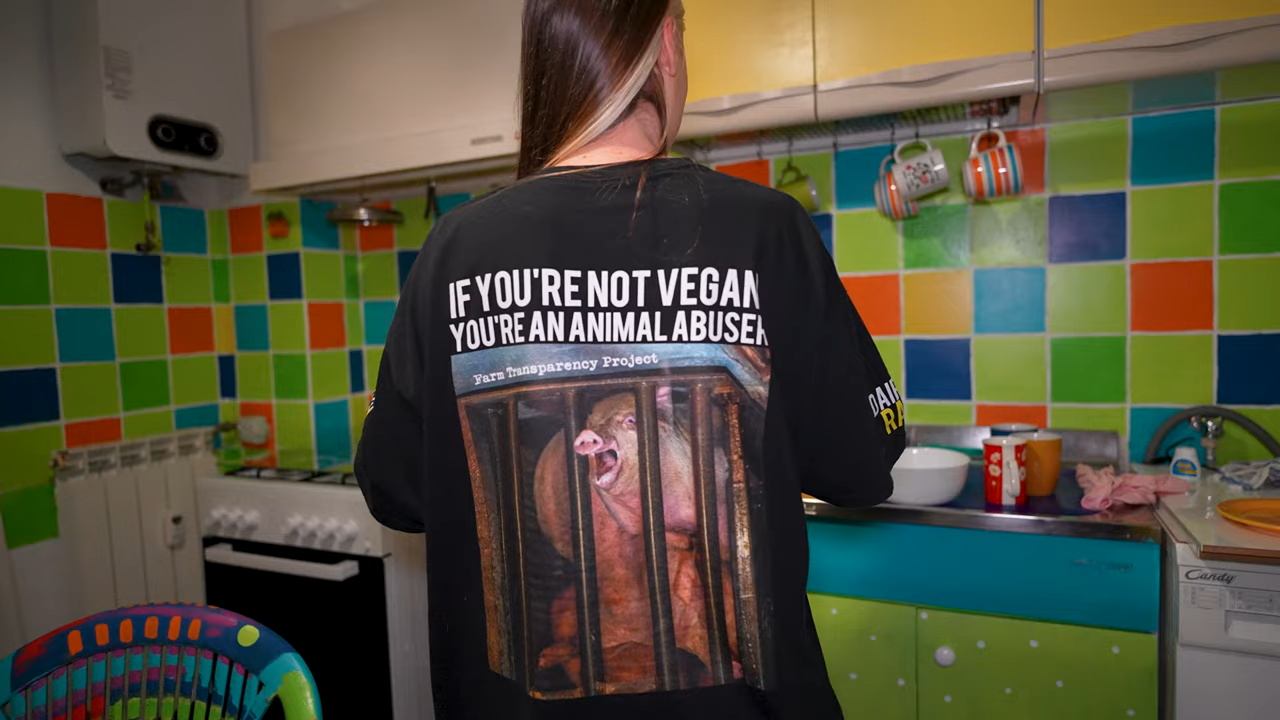 IF YOU'RE NOT VEGAN
YOU'RE AN ANIMAL ABUSER
Farm Transparency Project
Candy